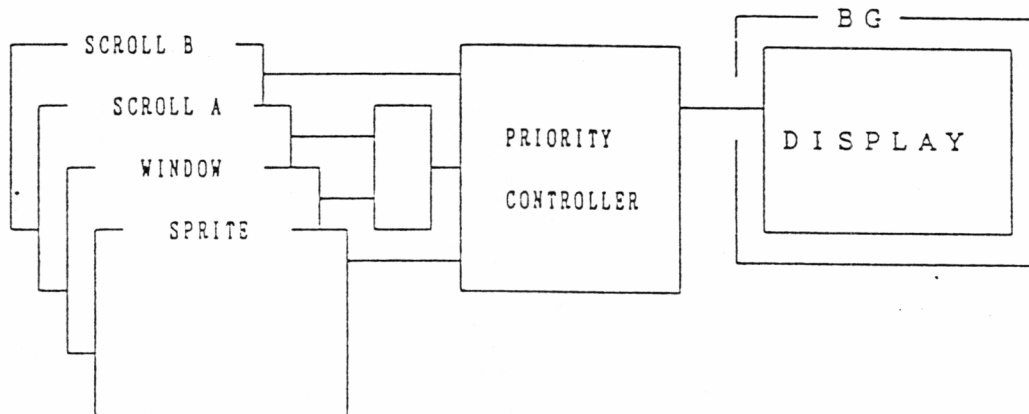 SCROLL B
SCROLL A
WINDOW
SPRITE
PRIORITY
CONTROLLER
BG
DISPLAY